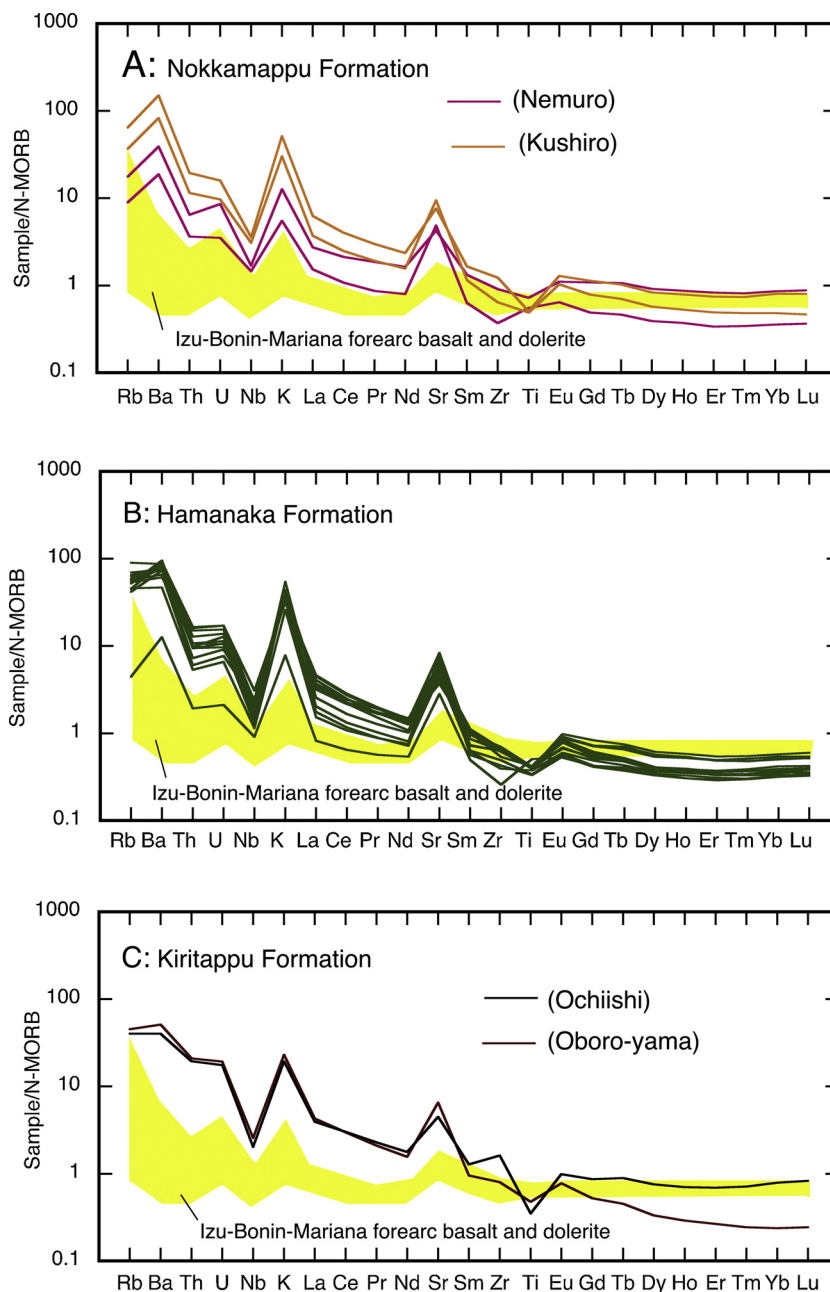 A: Nokkamappu Formation
(Nemuro)
(Kushiro)
Sample/N-MORB
1000
100
10
1
0.1
Izu-Bonin-Mariana forearc basalt and dolerite
Rb Ba Th U Nb K La Ce Pr Nd Sr Sm Zr Ti Eu Gd Tb Dy Ho Er Tm Yb Lu
B: Hamanaka Formation
Sample/N-MORB
1000
100
10
1
0.1
Izu-Bonin-Mariana forearc basalt and dolerite
Rb Ba Th U Nb K La Ce Pr Nd Sr Sm Zr Ti Eu Gd Tb Dy Ho Er Tm Yb Lu
C: Kiritappu Formation
(Ochiishi)
(Oboro-yama)
Sample/N-MORB
1000
100
10
1
0.1
Izu-Bonin-Mariana forearc basalt and dolerite
Rb Ba Th U Nb K La Ce Pr Nd Sr Sm Zr Ti Eu Gd Tb Dy Ho Er Tm Yb Lu